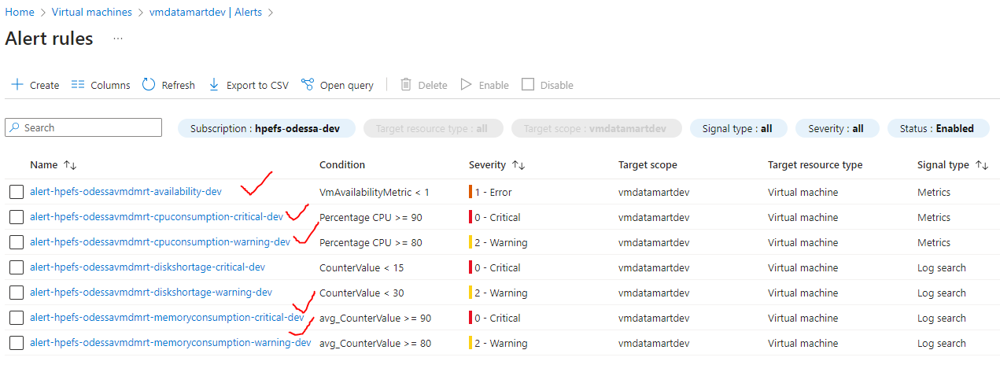 Home > Virtual machines > vmdatamartdev | Alerts >
Alert rules ...
Create Columns Refresh Export to CSV Open query Delete Enable Disable
Search Subscription : hpefs-odessa-dev Target resource type : all Target scope : vmdatamartdev Signal type : all Severity : all Status : Enabled
Name Condition Severity Target scope Target resource type Signal type
alert-hpefs-odessavmdmrt-availability-dev VmAvailabilityMetric < 1 1 - Error vmdatamartdev Virtual machine Metrics
alert-hpefs-odessavmdmrt-cpuconsumption-critical-dev Percentage CPU >= 90 0 - Critical vmdatamartdev Virtual machine Metrics
alert-hpefs-odessavmdmrt-cpuconsumption-warning-dev Percentage CPU >= 80 2 - Warning vmdatamartdev Virtual machine Metrics
alert-hpefs-odessavmdmrt-diskshortage-critical-dev CounterValue < 15 0 - Critical vmdatamartdev Virtual machine Log search
alert-hpefs-odessavmdmrt-diskshortage-warning-dev CounterValue < 30 2 - Warning vmdatamartdev Virtual machine Log search
alert-hpefs-odessavmdmrt-memoryconsumption-critical-dev avg_CounterValue >= 90 0 - Critical vmdatamartdev Virtual machine Log search
alert-hpefs-odessavmdmrt-memoryconsumption-warning-dev avg_CounterValue >= 80 2 - Warning vmdatamartdev Virtual machine Log search